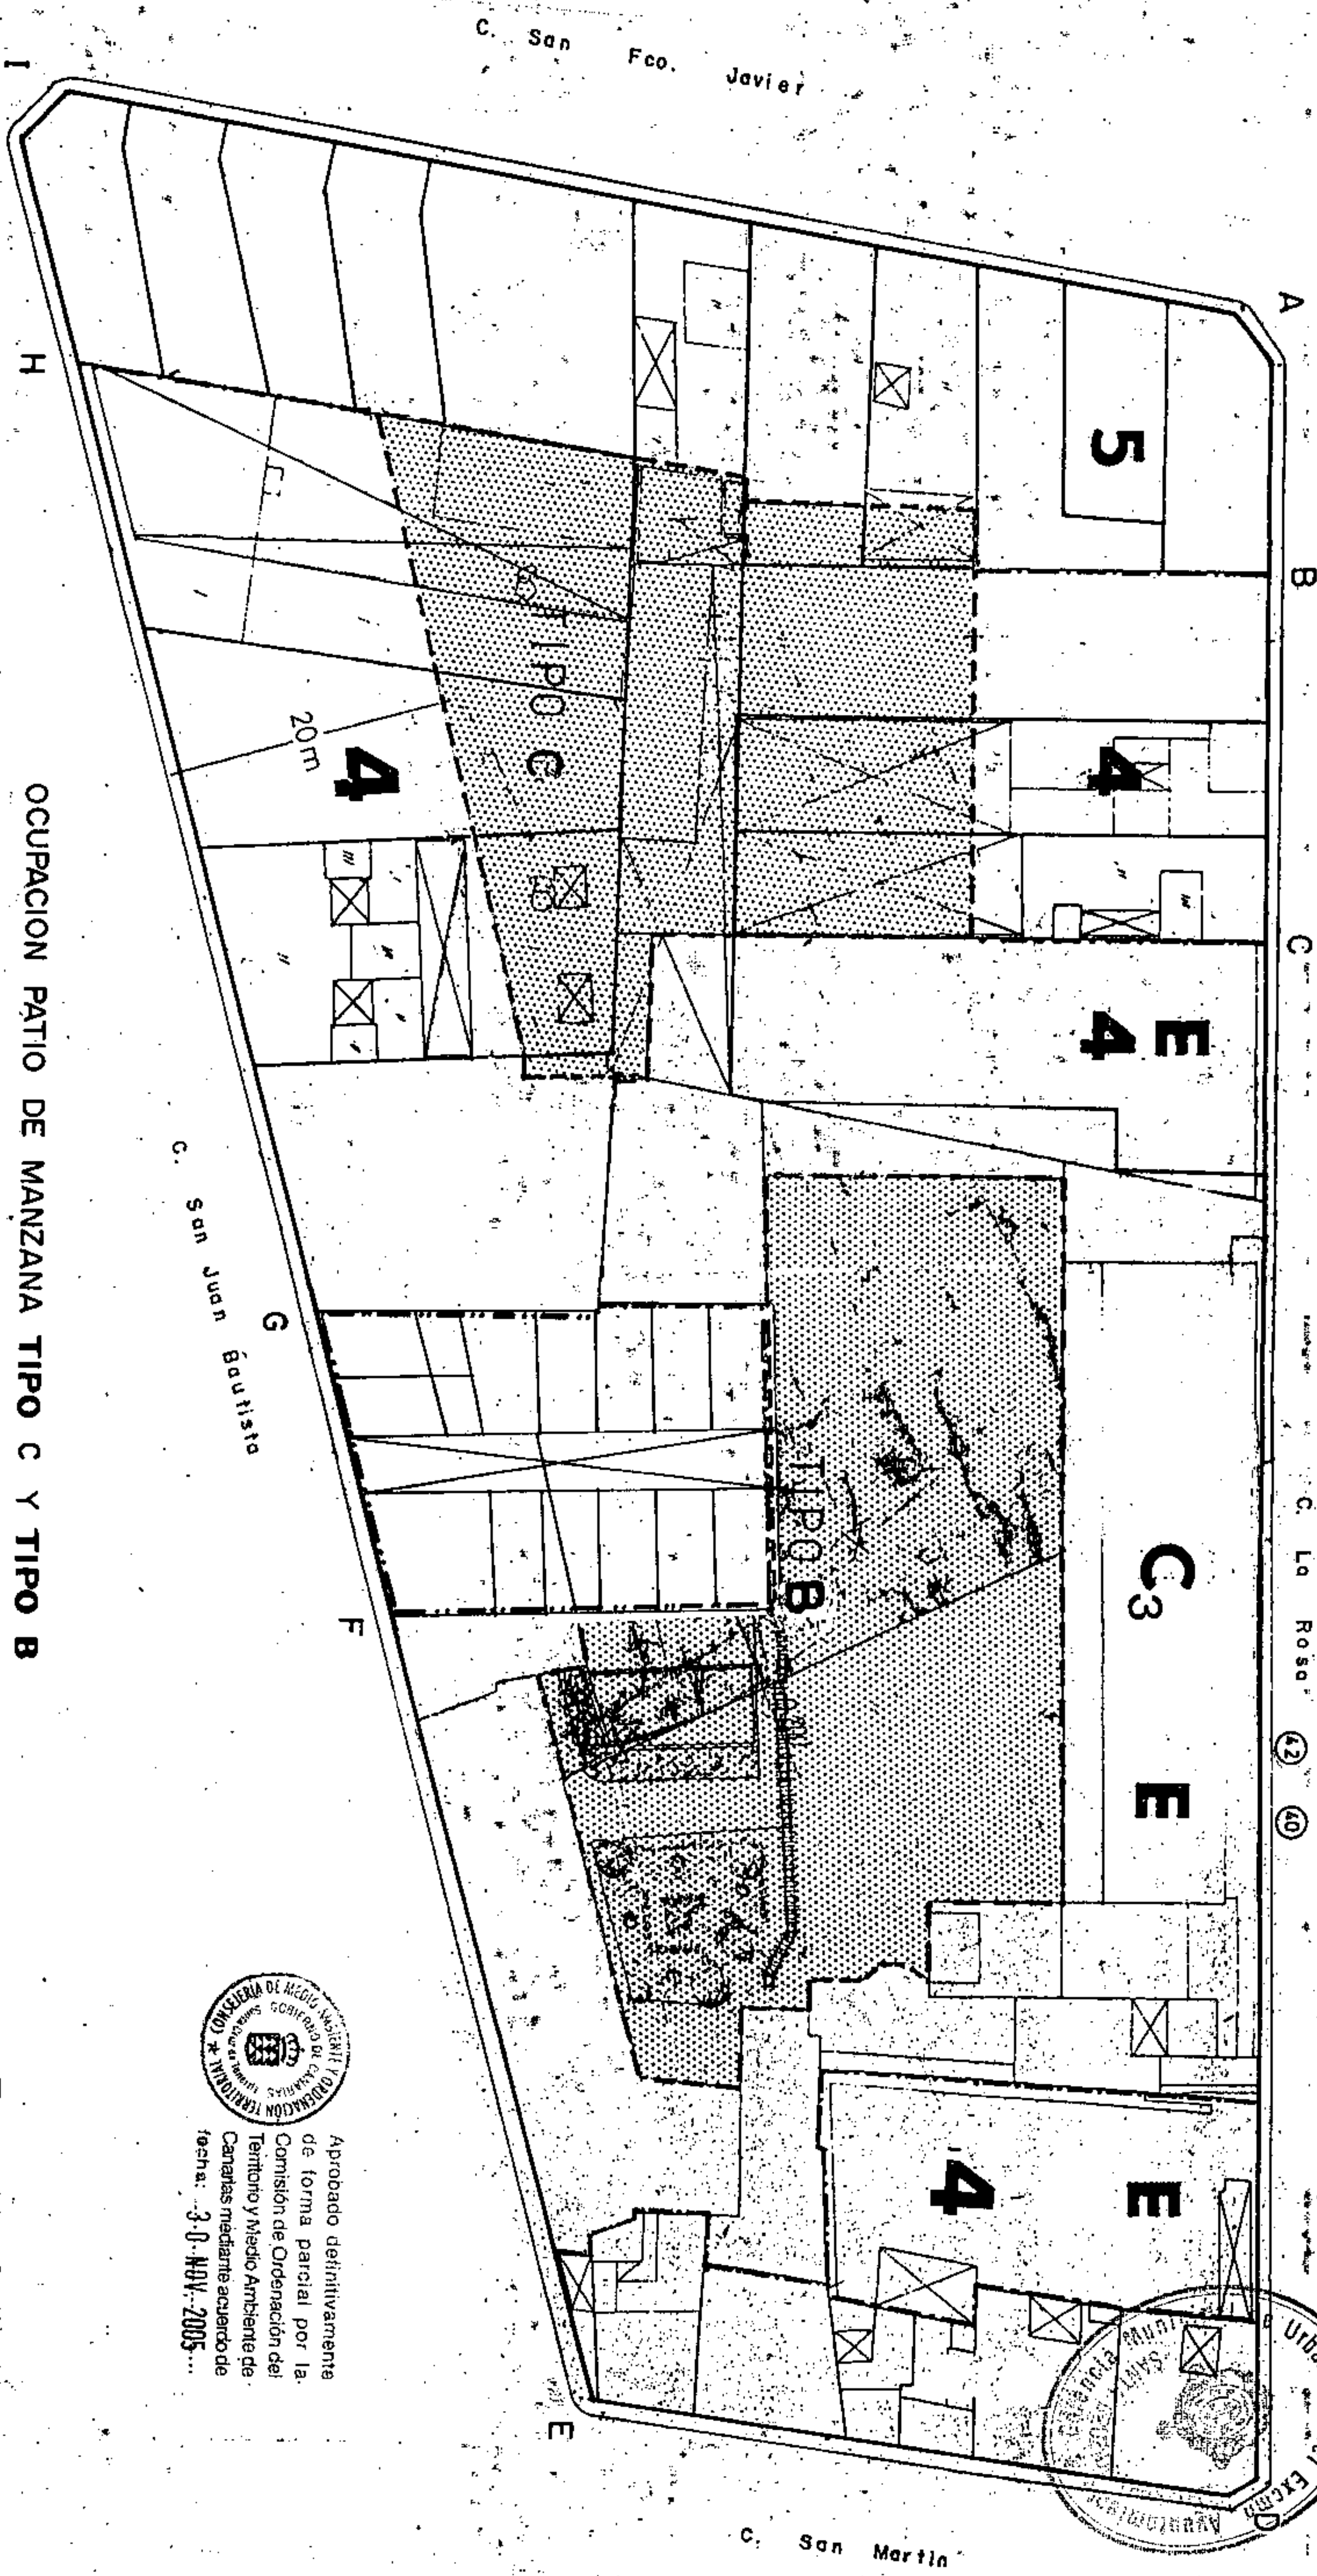 C. San Fco. Javier
I
A
H
B
5
TIPO C
20 m
4
4
C
E
4
C. La Rosa
C. San Juan Bautista
G
TIPO B
C3
E
42
40
F
4
E
E
D
C. San Martin
OCUPACION PATIO DE MANZANA TIPO C Y TIPO B
CONSEJERIA DE MEDIO AMBIENTE Y ORDENACIÓN TERRITORIAL
GOBIERNO DE CANARIAS
Aprobado definitivamente
de forma parcial por la
Comisión de Ordenación del
Territorio y Medio Ambiente de
Canarias mediante acuerdo de
fecha: 30 NOV. 2005
Excmo